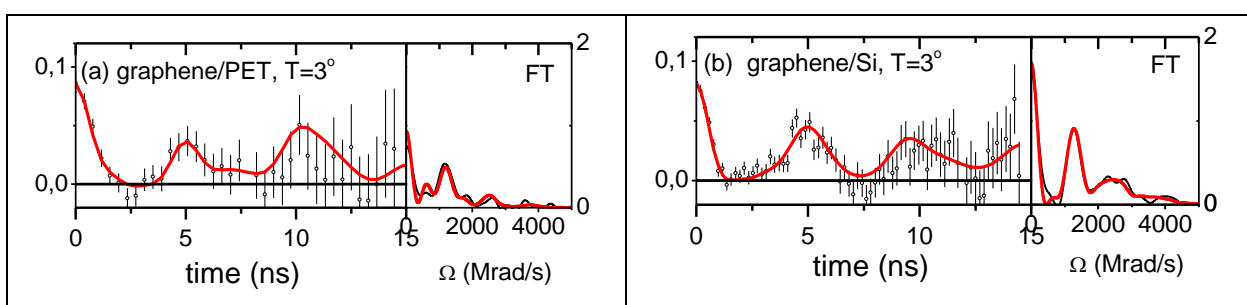 0,1
(a) graphene/PET, T=3°
FT
2
0,0
0
0
5
10
15
0
2000
4000
time (ns)
Ω (Mrad/s)
0,1
(b) graphene/Si, T=3°
FT
2
0,0
0
0
5
10
15
0
2000
4000
time (ns)
Ω (Mrad/s)